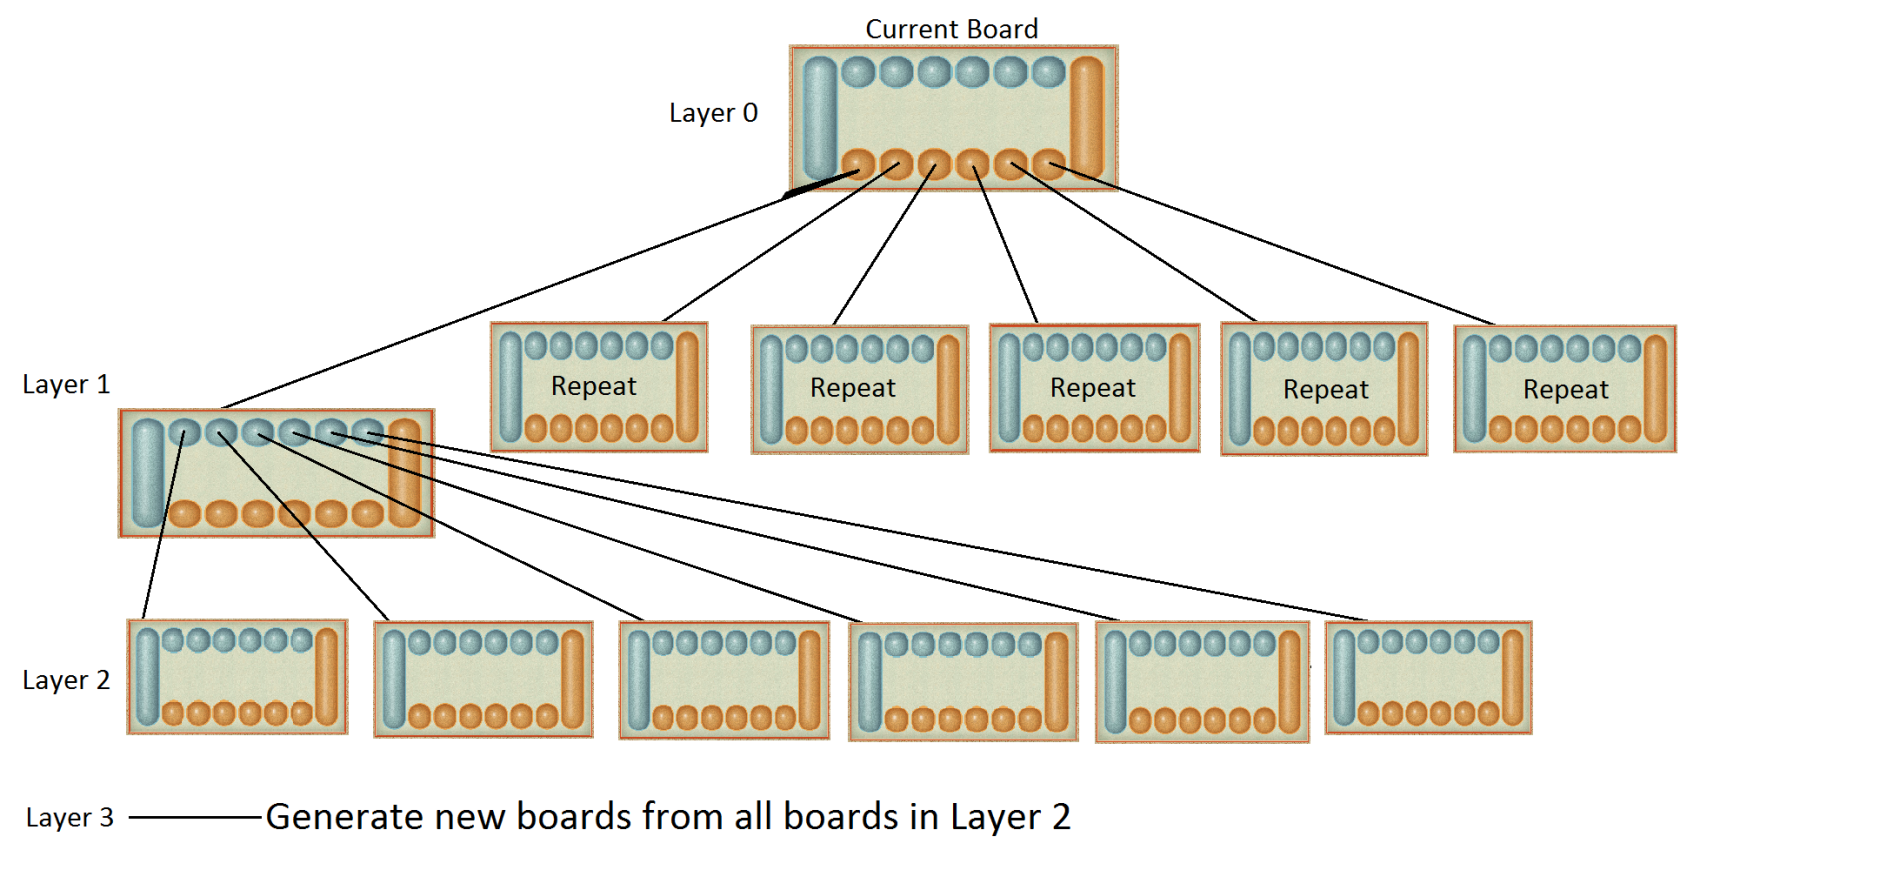 Current Board
Layer 0
Layer 1
Repeat
Repeat
Repeat
Repeat
Repeat
Layer 2
Layer 3
Generate new boards from all boards in Layer 2